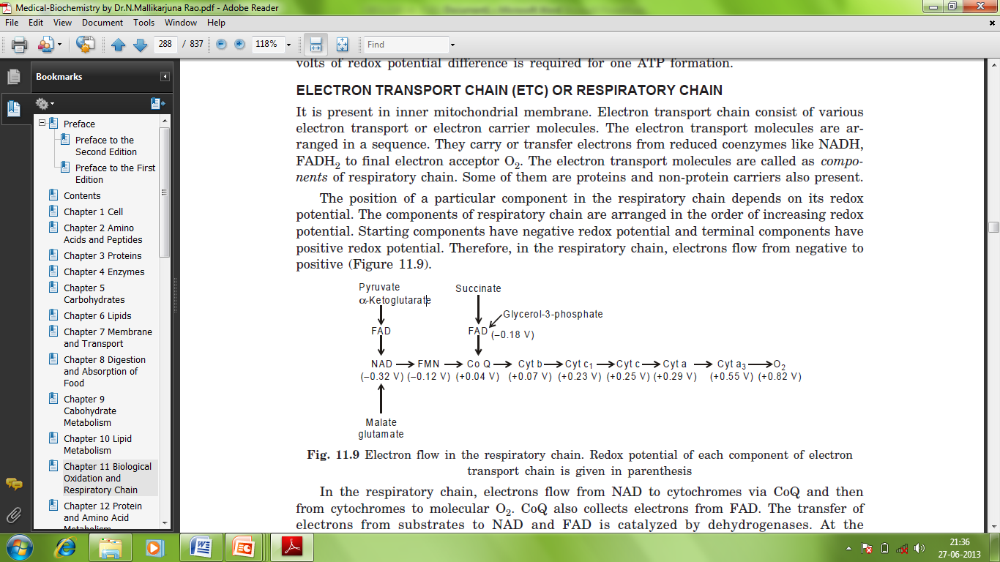 Medical-Biochemistry by Dr.N.Mallikarjuna Rao.pdf - Adobe Reader
File Edit View Document Tools Window Help
288 / 837 118% Find
Bookmarks
Preface
Preface to the
Second Edition
Preface to the First
Edition
Contents
Chapter 1 Cell
Chapter 2 Amino
Acids and Peptides
Chapter 3 Proteins
Chapter 4 Enzymes
Chapter 5
Carbohydrates
Chapter 6 Lipids
Chapter 7 Membrane
and Transport
Chapter 8 Digestion
and Absorption of
Food
Chapter 9
Cabohydrate
Metabolism
Chapter 10 Lipid
Metabolism
Chapter 11 Biological
Oxidation and
Respiratory Chain
Chapter 12 Protein
and Amino Acid
Metabolism
volts of redox potential difference is required for one ATP formation.
ELECTRON TRANSPORT CHAIN (ETC) OR RESPIRATORY CHAIN
It is present in inner mitochondrial membrane. Electron transport chain consist of various
electron transport or electron carrier molecules. The electron transport molecules are ar-
ranged in a sequence. They carry or transfer electrons from reduced coenzymes like NADH,
FADH₂ to final electron acceptor O₂. The electron transport molecules are called as compo-
nents of respiratory chain. Some of them are proteins and non-protein carriers also present.
The position of a particular component in the respiratory chain depends on its redox
potential. The components of respiratory chain are arranged in the order of increasing redox
potential. Starting components have negative redox potential and terminal components have
positive redox potential. Therefore, in the respiratory chain, electrons flow from negative to
positive (Figure 11.9).
Pyruvate Succinate
α-Ketoglutarate
Glycerol-3-phosphate
FAD FAD (–0.18 V)
NAD → FMN → Co Q → Cyt b → Cyt c₁ → Cyt c → Cyt a → Cyt a₃ → O₂
(–0.32 V) (–0.12 V) (+0.04 V) (+0.07 V) (+0.23 V) (+0.25 V) (+0.29 V) (+0.55 V) (+0.82 V)
Malate
glutamate
Fig. 11.9 Electron flow in the respiratory chain. Redox potential of each component of electron
transport chain is given in parenthesis
In the respiratory chain, electrons flow from NAD to cytochromes via CoQ and then
from cytochromes to molecular O₂. CoQ also collects electrons from FAD. The transfer of
electrons from substrates to NAD and FAD is catalyzed by dehydrogenases. At the
21:36
27-06-2013